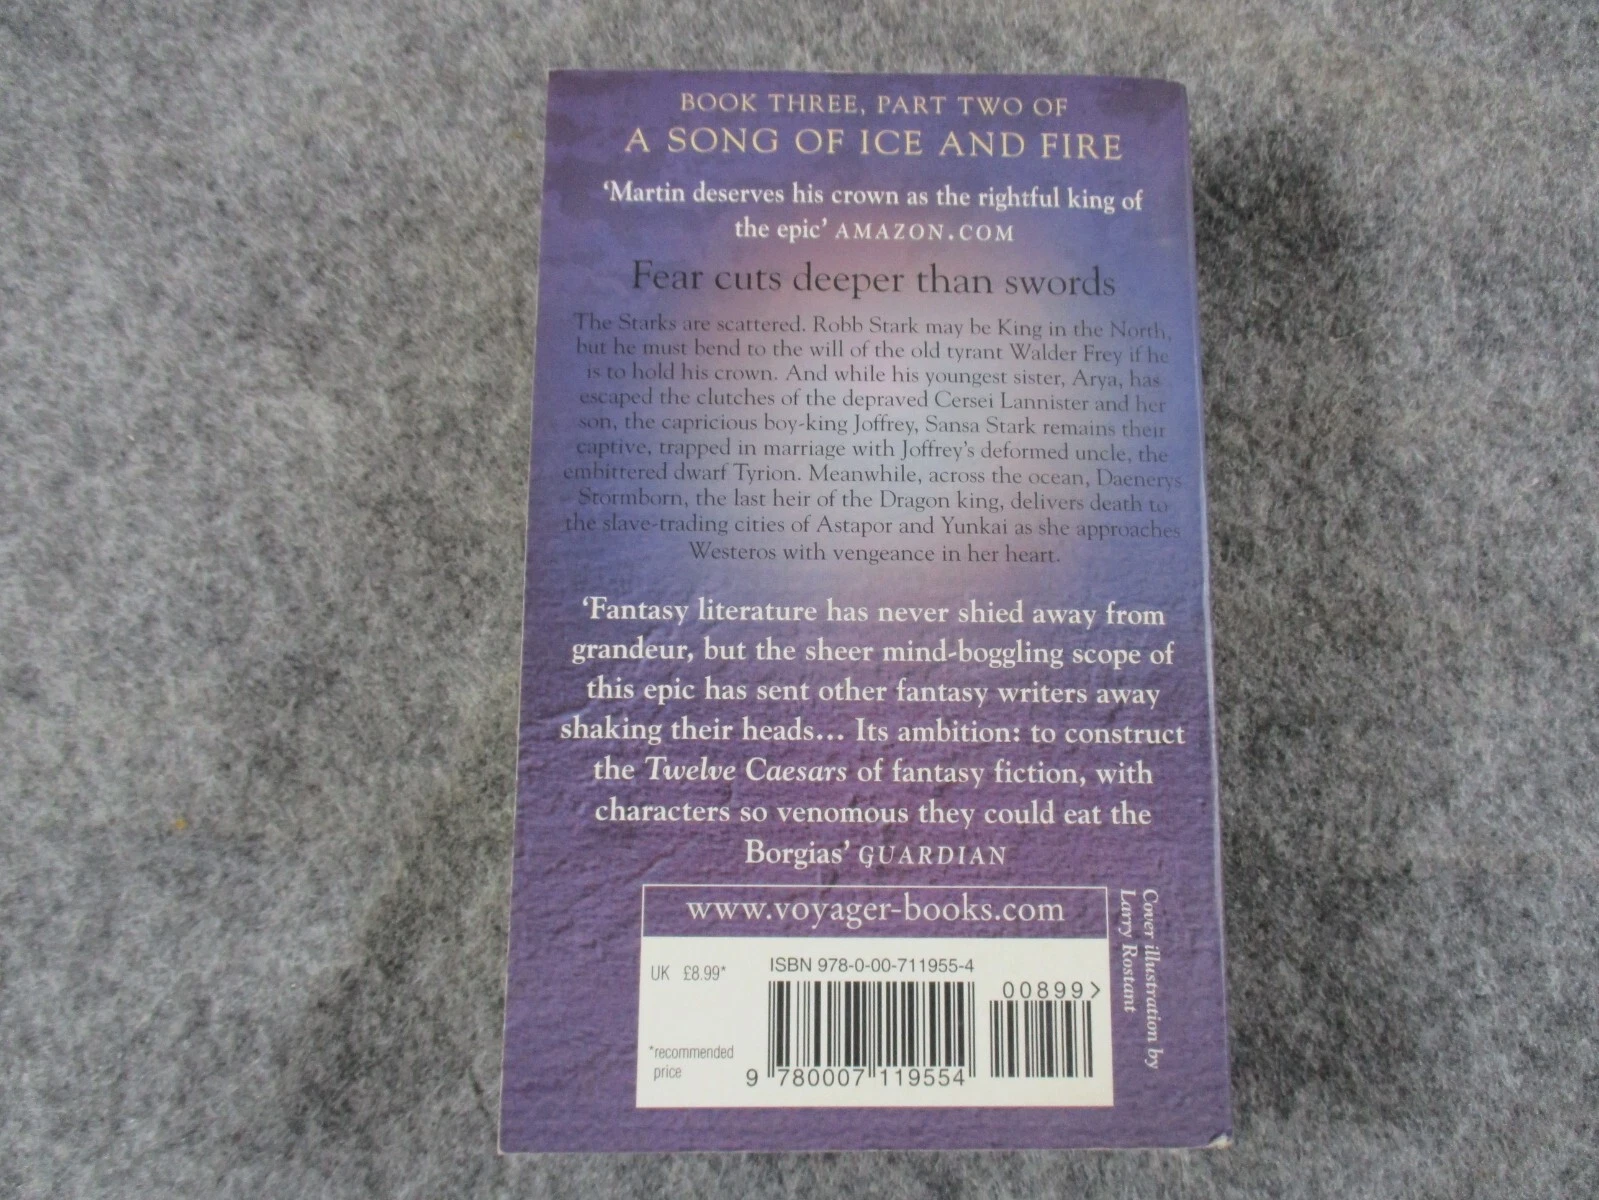 BOOK THREE, PART TWO OF
A SONG OF ICE AND FIRE
‘Martin deserves his crown as the rightful king of
the epic’ AMAZON.COM
Fear cuts deeper than swords
The Starks are scattered. Robb Stark may be King in the North,
but he must bend to the will of the old tyrant Walder Frey if he
is to hold his crown. And while his youngest sister, Arya, has
escaped the clutches of the depraved Cersei Lannister and her
son, the capricious boy-king Joffrey, Sansa Stark remains their
captive, trapped in marriage with Joffrey’s deformed uncle, the
embittered dwarf Tyrion. Meanwhile, across the ocean, Daenerys
Stormborn, the last heir of the Dragon king, delivers death to
the slave-trading cities of Astapor and Yunkai as she approaches
Westeros with vengeance in her heart.
‘Fantasy literature has never shied away from
grandeur, but the sheer mind-boggling scope of
this epic has sent other fantasy writers away
shaking their heads... Its ambition: to construct
the Twelve Caesars of fantasy fiction, with
characters so venomous they could eat the
Borgias’ GUARDIAN
www.voyager-books.com
Cover illustration by
Larry Rostant
ISBN 978-0-00-711955-4
UK £8.99*
00899>
*recommended
price
9 780007 119554